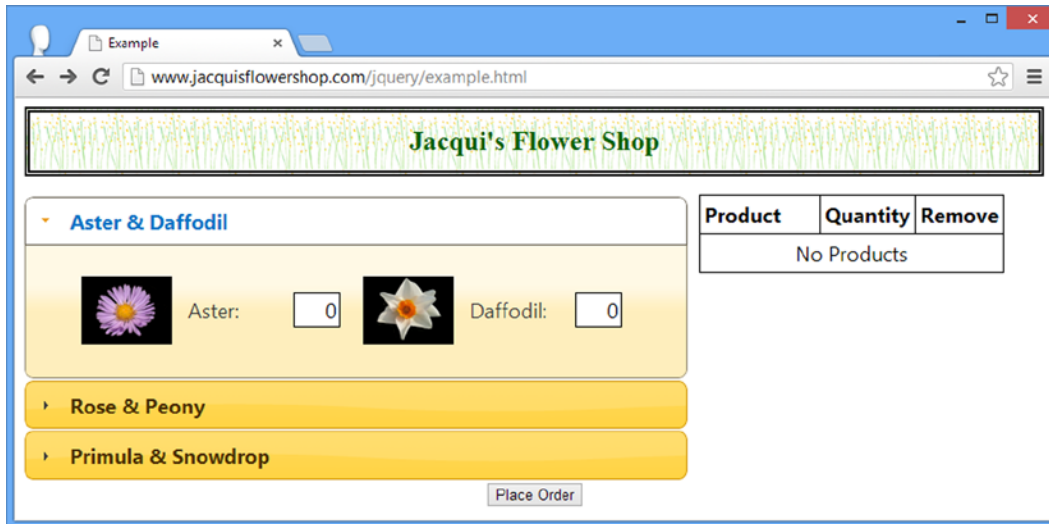 Example
www.jacquisflowershop.com/jquery/example.html
Jacqui's Flower Shop
Aster & Daffodil
Aster: 0 Daffodil: 0
Rose & Peony
Primula & Snowdrop
Place Order
Product Quantity Remove
No Products